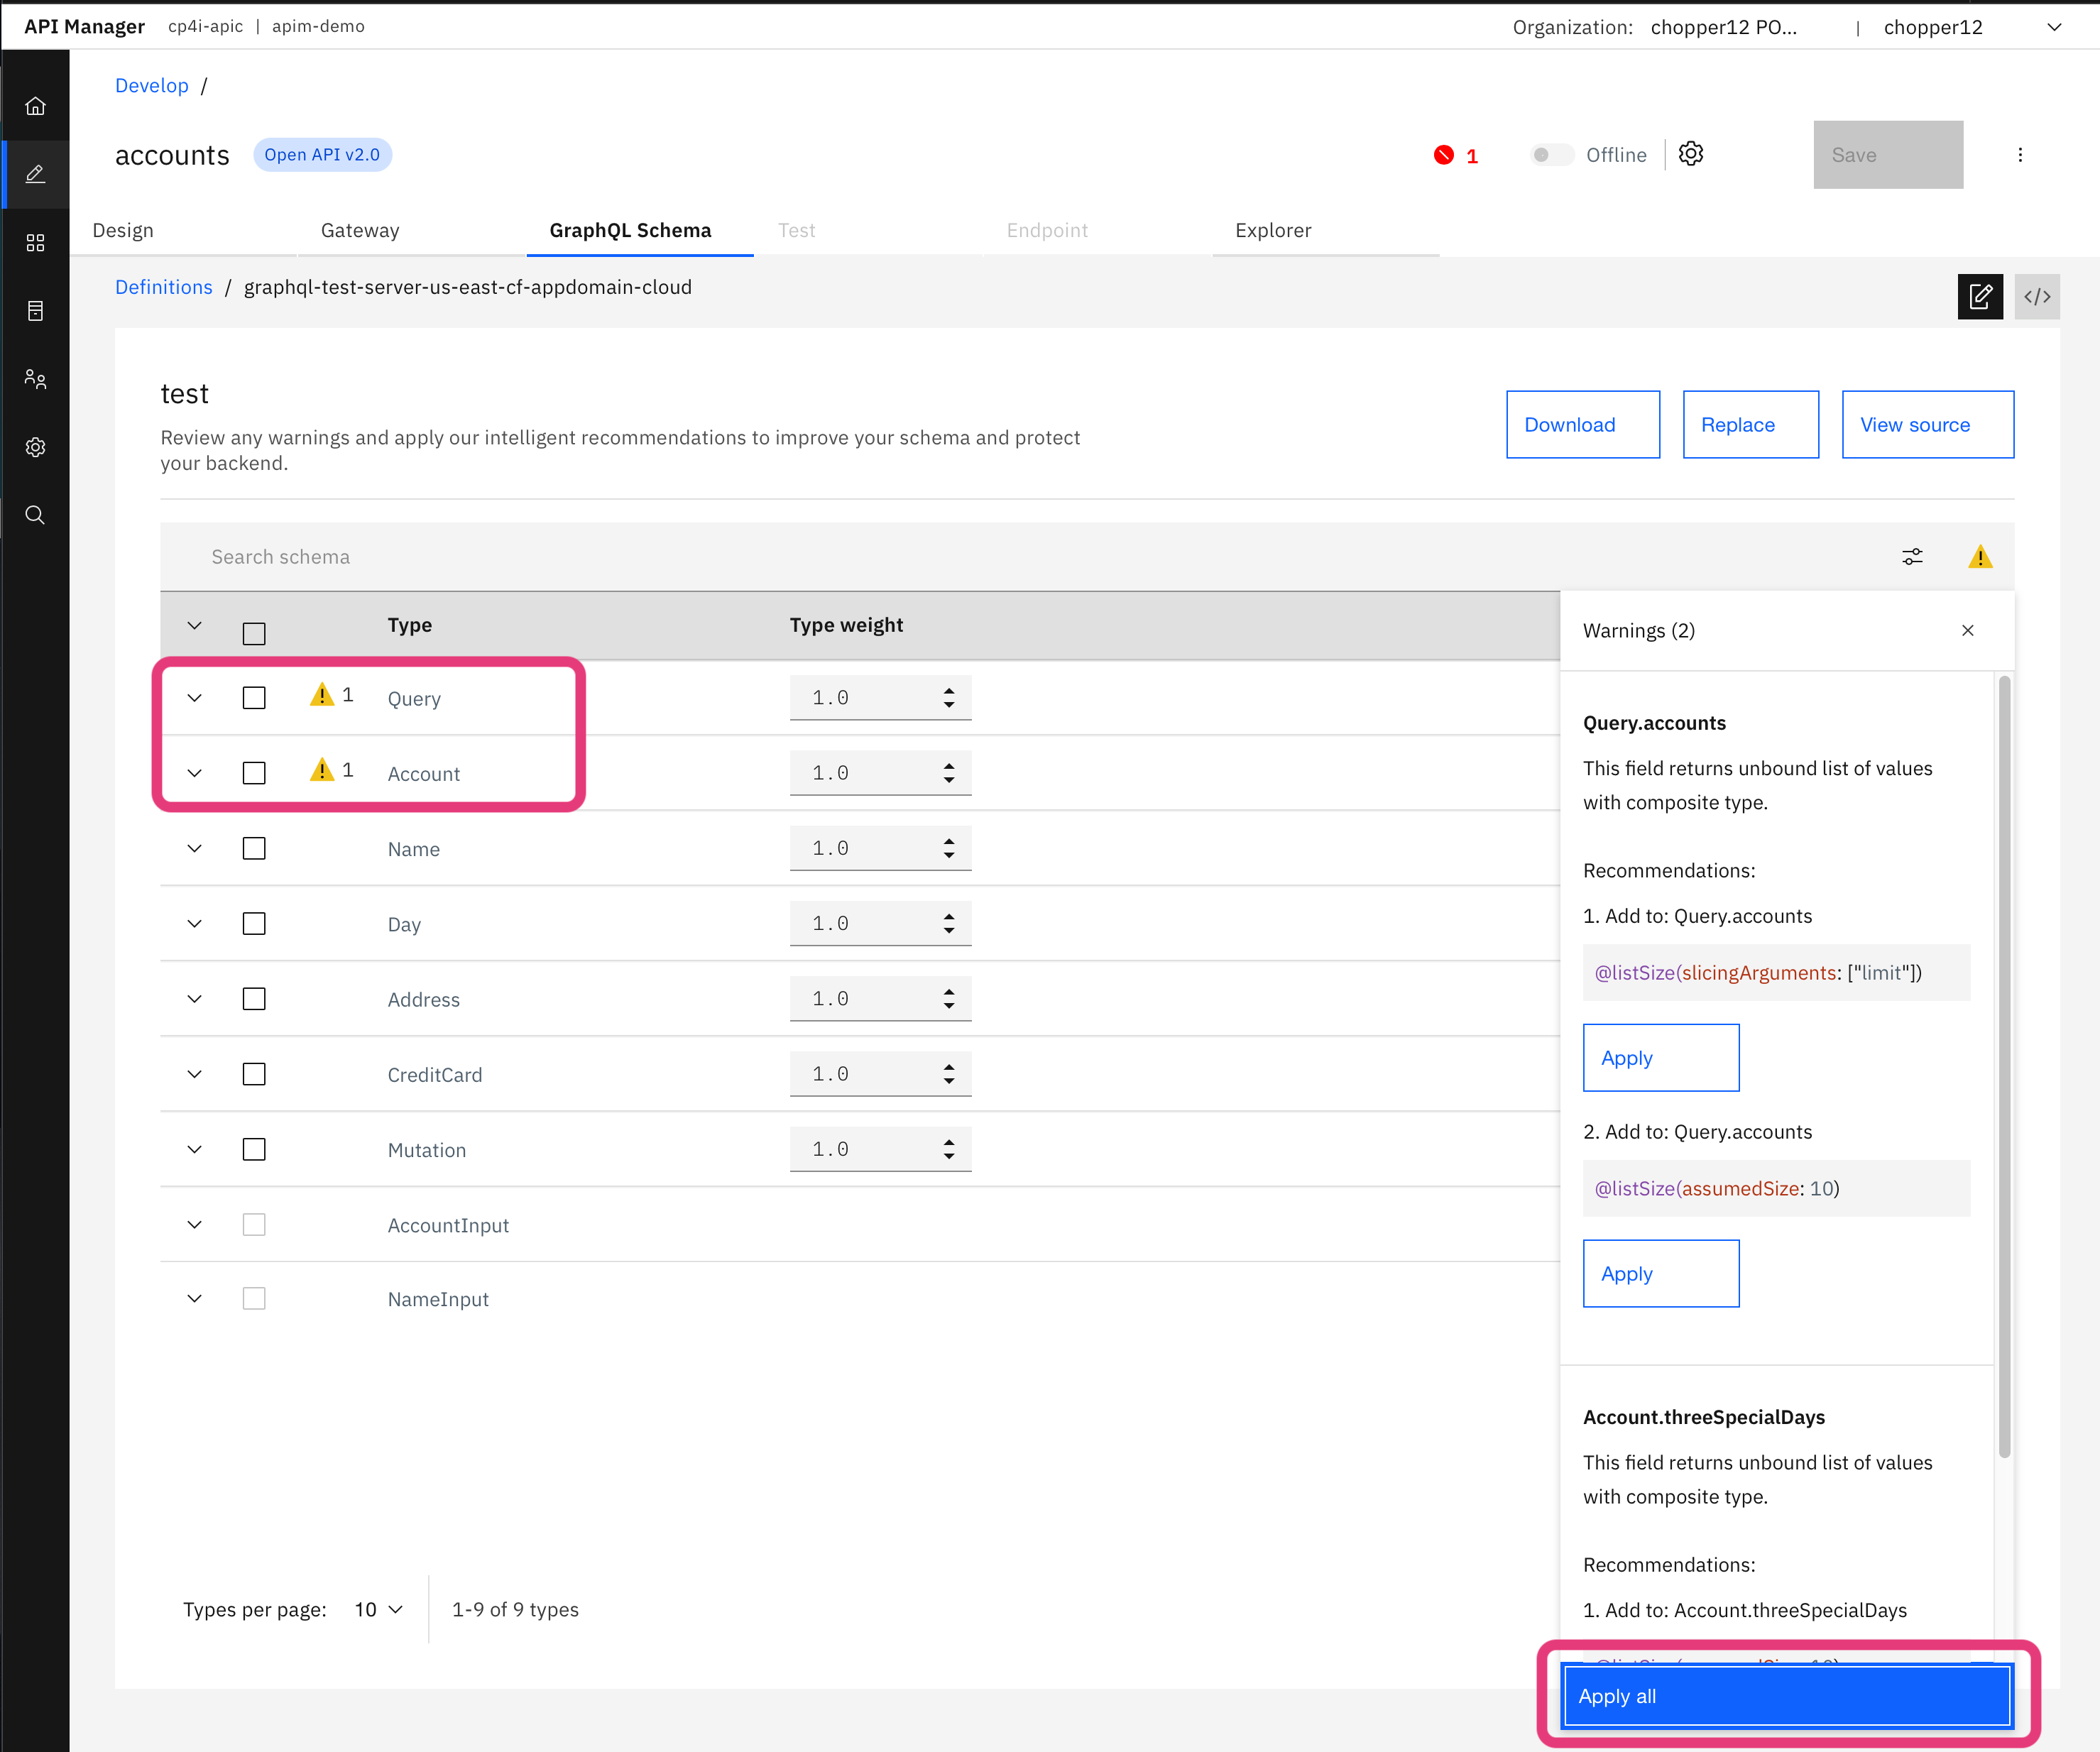 API Manager cp4i-apic | apim-demo Organization: chopper12 PO... | chopper12
Develop /
accounts Open API v2.0 1 Offline Save
Design Gateway GraphQL Schema Test Endpoint Explorer
Definitions / graphql-test-server-us-east-cf-appdomain-cloud </>
test
Review any warnings and apply our intelligent recommendations to improve your schema and protect
your backend.
Download Replace View source
Search schema
Type Type weight
1 Query 1.0
1 Account 1.0
Name 1.0
Day 1.0
Address 1.0
CreditCard 1.0
Mutation 1.0
AccountInput
NameInput
Types per page: 10 1-9 of 9 types
Warnings (2)
Query.accounts
This field returns unbound list of values
with composite type.
Recommendations:
1. Add to: Query.accounts
@listSize(slicingArguments: ["limit"])
Apply
2. Add to: Query.accounts
@listSize(assumedSize: 10)
Apply
Account.threeSpecialDays
This field returns unbound list of values
with composite type.
Recommendations:
1. Add to: Account.threeSpecialDays
Apply all